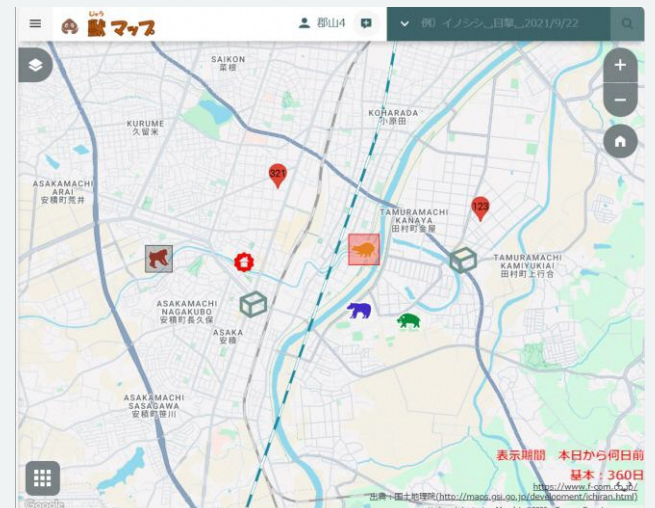 じゅう
獣マップ
郡山4
例) イノシシ,_目撃,_2021/9/22
SAIKON
菜根
KOHARADA
小原田
KURUME
久留米
ASAKAMACHI
ARAI
安積町荒井
321
123
TAMURAMACHI
KANAYA
田村町金屋
TAMURAMACHI
KAMIYUKIAI
田村町上行合
ASAKAMACHI
NAGAKUBO
安積町長久保
ASAKA
安積
ASAKAMACHI
SASAGAWA
安積町笹川
表示期間 本日から何日前
基本:360日
https://www.f-com.co.jp/
出典:国土地理院(http://maps.gsi.go.jp/development/ichiran.html)
Google